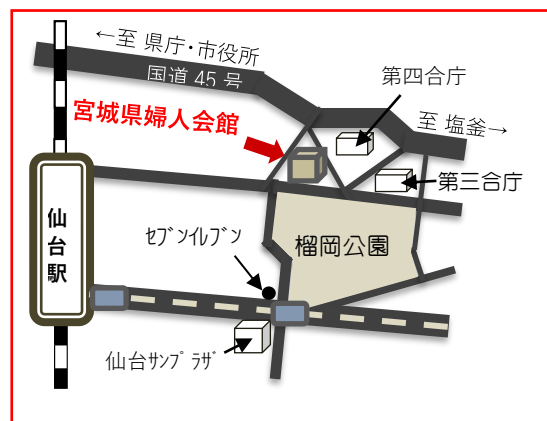 ←至 県庁・市役所
国道 45 号
第四合庁
宮城県婦人会館
至 塩釜→
第三合庁
仙台駅
ｾﾌﾞﾝｲﾚﾌﾞﾝ
榴岡公園
仙台ｻﾝﾌﾟﾗｻﾞ